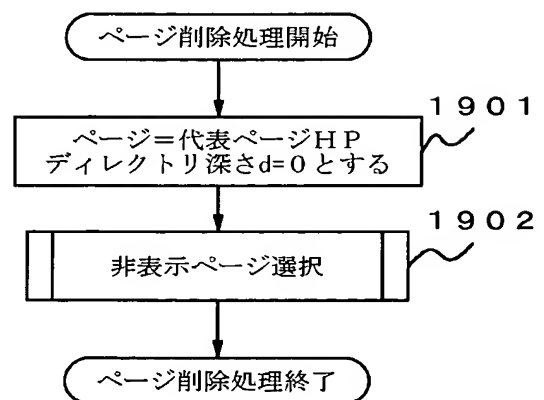 ページ削除処理開始
1901
ページ＝代表ページＨＰ
ディレクトリ深さd=０とする
1902
非表示ページ選択
ページ削除処理終了